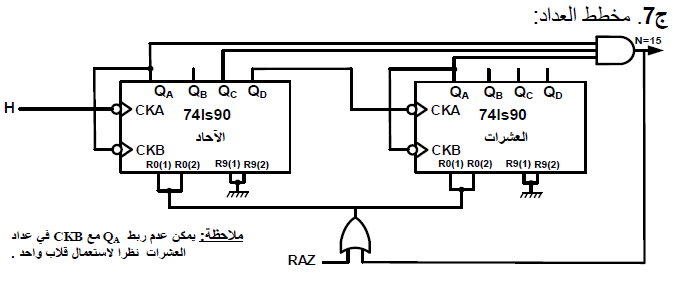 ج7. مخطط العداد:
N=15
QA QB QC QD
QA QB QC QD
H
CKA
74ls90
الآحاد
CKB
R0(1) R0(2) R9(1) R9(2)
CKA
74ls90
العشرات
CKB
R0(1) R0(2) R9(1) R9(2)
ملاحظة: يمكن عدم ربط QA مع CKB في عداد
العشرات نظرا لاستعمال قلاب واحد .
RAZ